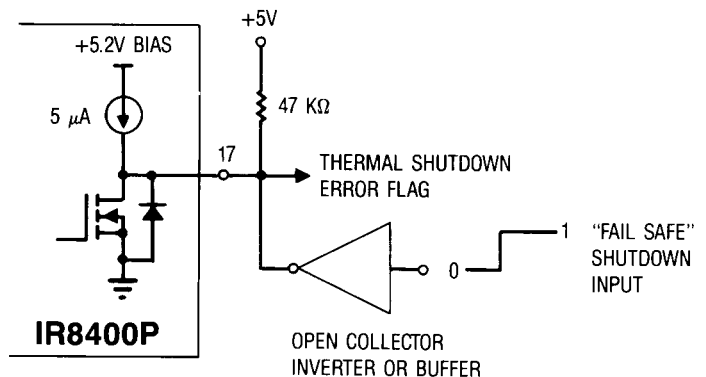 +5V
+5.2V BIAS
5 μA
47 KΩ
17
THERMAL SHUTDOWN
ERROR FLAG
0
1
"FAIL SAFE"
SHUTDOWN
INPUT
IR8400P
OPEN COLLECTOR
INVERTER OR BUFFER